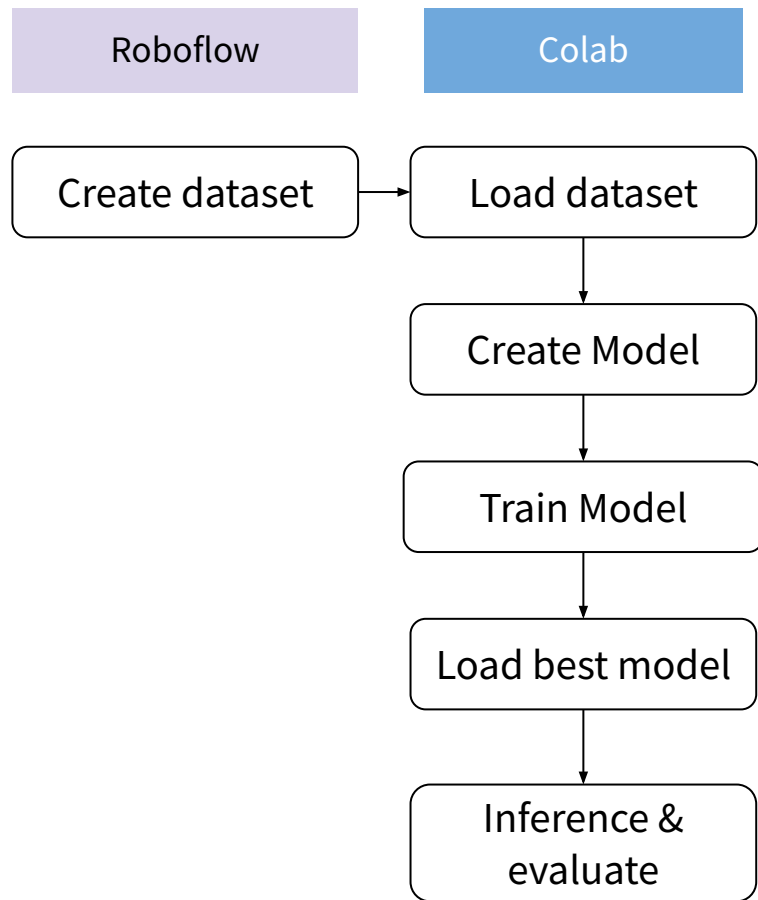 Roboflow
Colab
Create dataset
Load dataset
Create Model
Train Model
Load best model
Inference &
evaluate